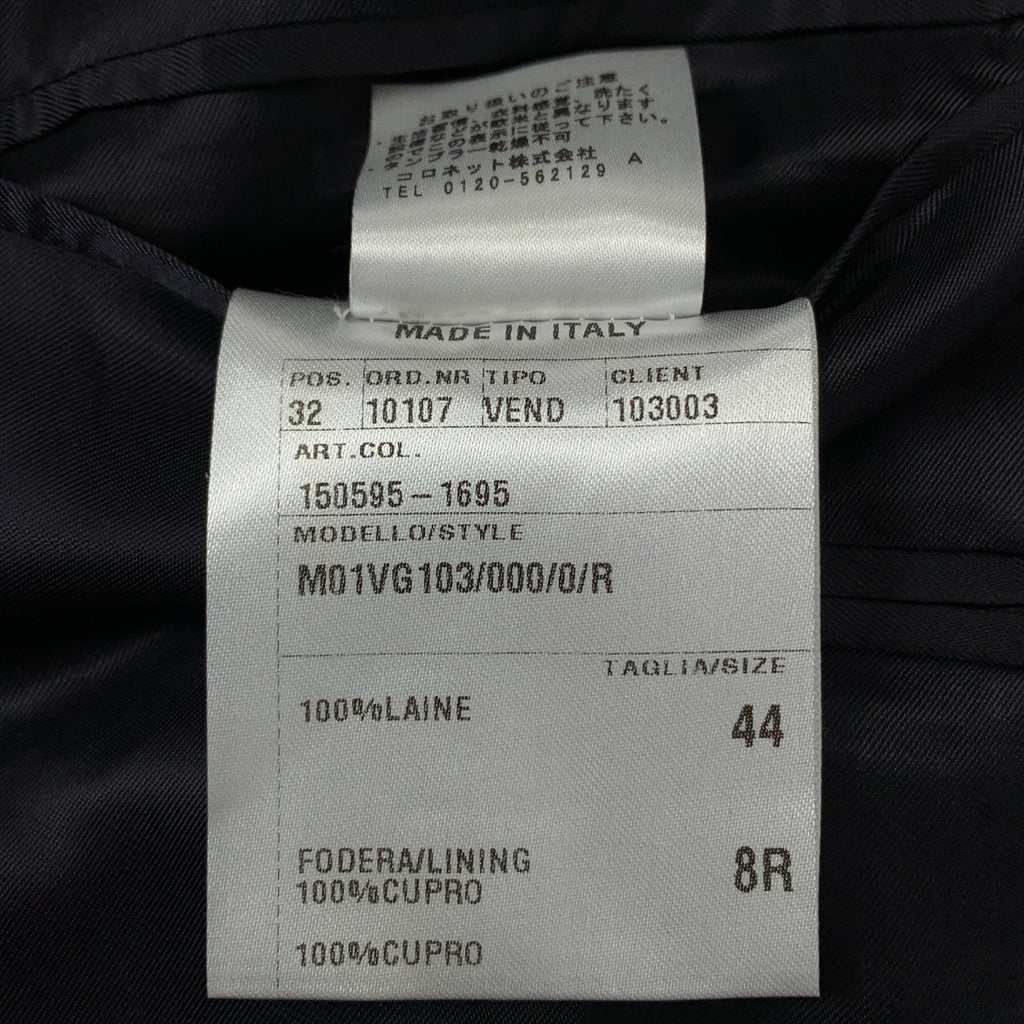 コロネット株式会社 A
TEL 0120-562129
MADE IN ITALY
POS. ORD.NR TIPO CLIENT
32 10107 VEND 103003
ART.COL.
150595-1695
MODELLO/STYLE
M01VG103/000/0/R
TAGLIA/SIZE
100%LAINE
44
FODERA/LINING
100%CUPRO
8R
100%CUPRO